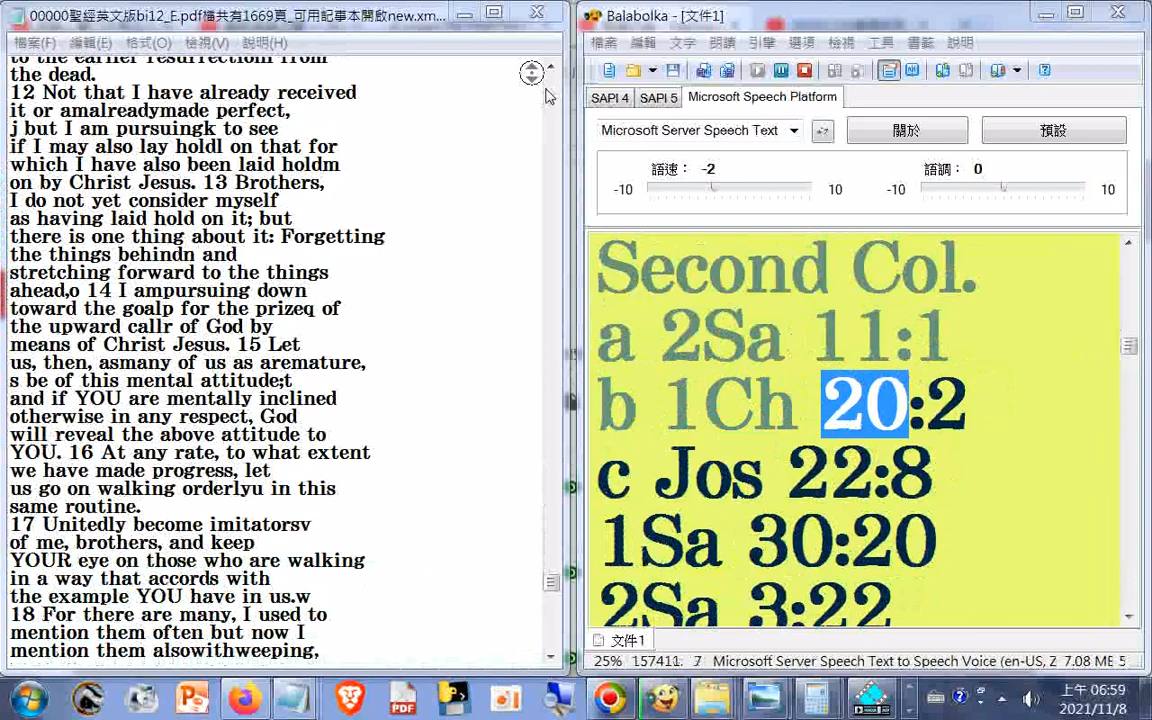 00000聖經英文版bi12_E.pdf檔共有1669頁_可用記事本開啟new.xm...
檔案(F) 編輯(E) 格式(O) 檢視(V) 說明(H)
to the earlier resurrectioni from
the dead.
12 Not that I have already received
it or amalreadymade perfect,
j but I am pursuingk to see
if I may also lay holdl on that for
which I have also been laid holdm
on by Christ Jesus. 13 Brothers,
I do not yet consider myself
as having laid hold on it; but
there is one thing about it: Forgetting
the things behindn and
stretching forward to the things
ahead,o 14 I ampursuing down
toward the goalp for the prizeq of
the upward callr of God by
means of Christ Jesus. 15 Let
us, then, asmany of us as aremature,
s be of this mental attitude;t
and if YOU are mentally inclined
otherwise in any respect, God
will reveal the above attitude to
YOU. 16 At any rate, to what extent
we have made progress, let
us go on walking orderlyu in this
same routine.
17 Unitedly become imitatorsv
of me, brothers, and keep
YOUR eye on those who are walking
in a way that accords with
the example YOU have in us.w
18 For there are many, I used to
mention them often but now I
mention them alsowithweeping,
Balabolka - [文件1]
檔案 編輯 文字 朗讀 引擎 選項 檢視 工具 書籤 說明
SAPI 4 SAPI 5 Microsoft Speech Platform
Microsoft Server Speech Text 關於 預設
語速： -2 語調： 0
-10 10 -10 10
Second Col.
a 2Sa 11:1
b 1Ch 20:2
c Jos 22:8
1Sa 30:20
2Sa 3:22
文件1
25% 157411. 7 Microsoft Server Speech Text to Speech Voice (en-US, Z 7.08 MB 5
上午 06:59
2021/11/8